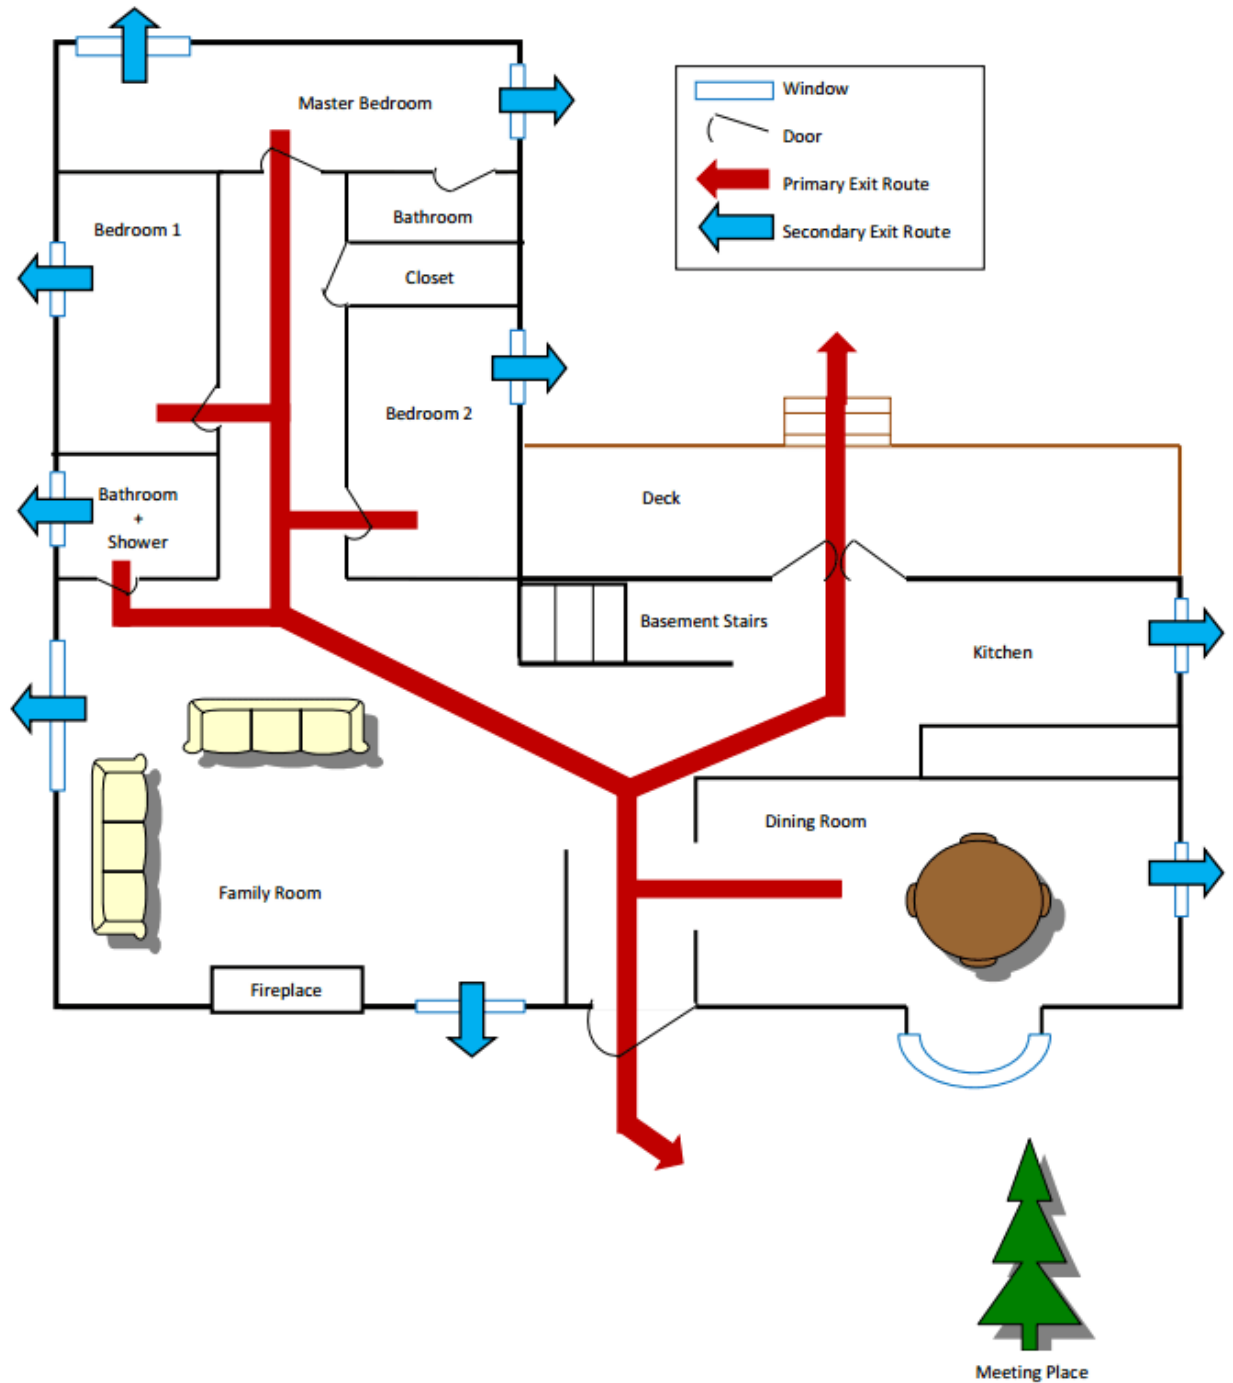 Master Bedroom
Window
Door
Primary Exit Route
Secondary Exit Route
Bedroom 1
Bathroom
Closet
Bedroom 2
Bathroom
+
Shower
Deck
Basement Stairs
Kitchen
Dining Room
Family Room
Fireplace
Meeting Place